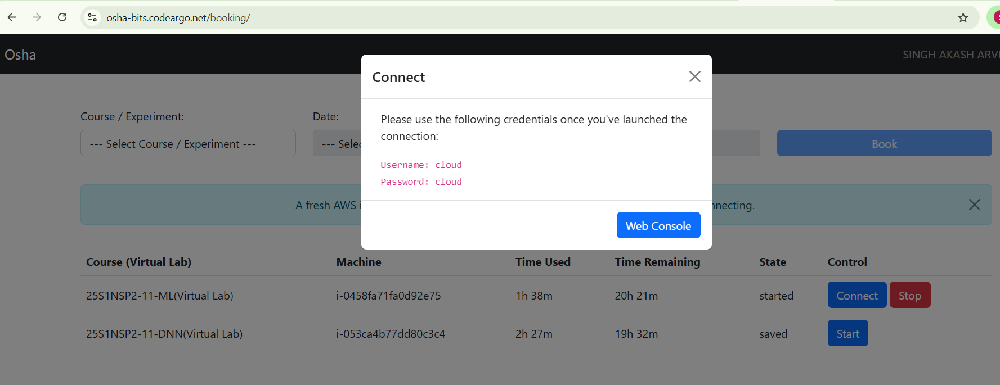 osha-bits.codeargo.net/booking/
Osha
SINGH AKASH
Connect
Please use the following credentials once you've launched the
connection:
Username: cloud
Password: cloud
Web Console
Course / Experiment:
Date:
--- Select Course / Experiment ---
---
Book
A fresh AWS
Course (Virtual Lab)
Machine
Time Used
Time Remaining
State
Control
25S1NSP2-11-ML(Virtual Lab)
i-0458fa71fa0d92e75
1h 38m
20h 21m
started
Connect
Stop
25S1NSP2-11-DNN(Virtual Lab)
i-053ca4b77dd80c3c4
2h 27m
19h 32m
saved
Start